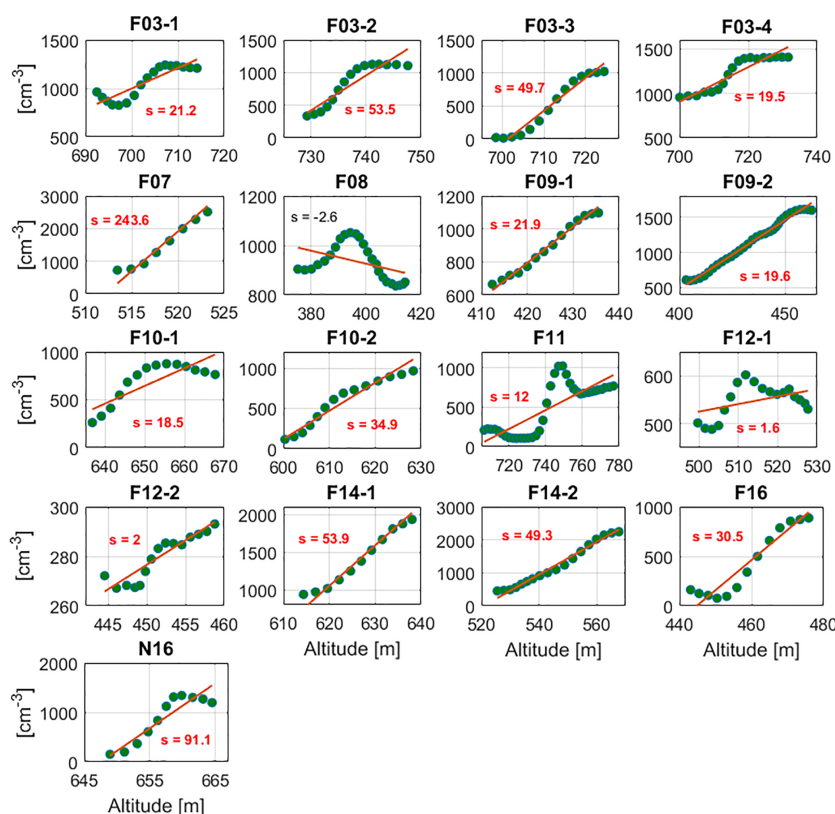 F03-1 F03-2 F03-3 F03-4
[cm-3]
1500 1500 1500 1500
1000 1000 1000 1000
500 0 0 500
500 500
s = 21.2 s = 53.5 s = 49.7 s = 19.5
690 700 710 720 730 740 750 700 710 720 700 720 740
F07 F08 F09-1 F09-2
[cm-3]
3000 1200 1200 1500
2000 1000 1000 1000
1000 800 800 500
0 600
s = 243.6 s = -2.6 s = 21.9 s = 19.6
510 515 520 525 380 400 420 410 420 430 440 400 450
F10-1 F10-2 F11 F12-1
[cm-3]
1000 1000 1000 600
500 500 500 500
0 0 0
s = 18.5 s = 34.9 s = 12 s = 1.6
640 650 660 670 600 610 620 630 720 740 760 780 500 510 520 530
F12-2 F14-1 F14-2 F16
[cm-3]
300 2000 3000 1000
280 1500 2000 500
260 1000 1000 0
0
s = 2 s = 53.9 s = 49.3 s = 30.5
445 450 455 460 610 620 630 640 520 540 560 440 460 480
Altitude [m] Altitude [m] Altitude [m]
N16
[cm-3]
2000
1000
0
s = 91.1
645 655 665
Altitude [m]